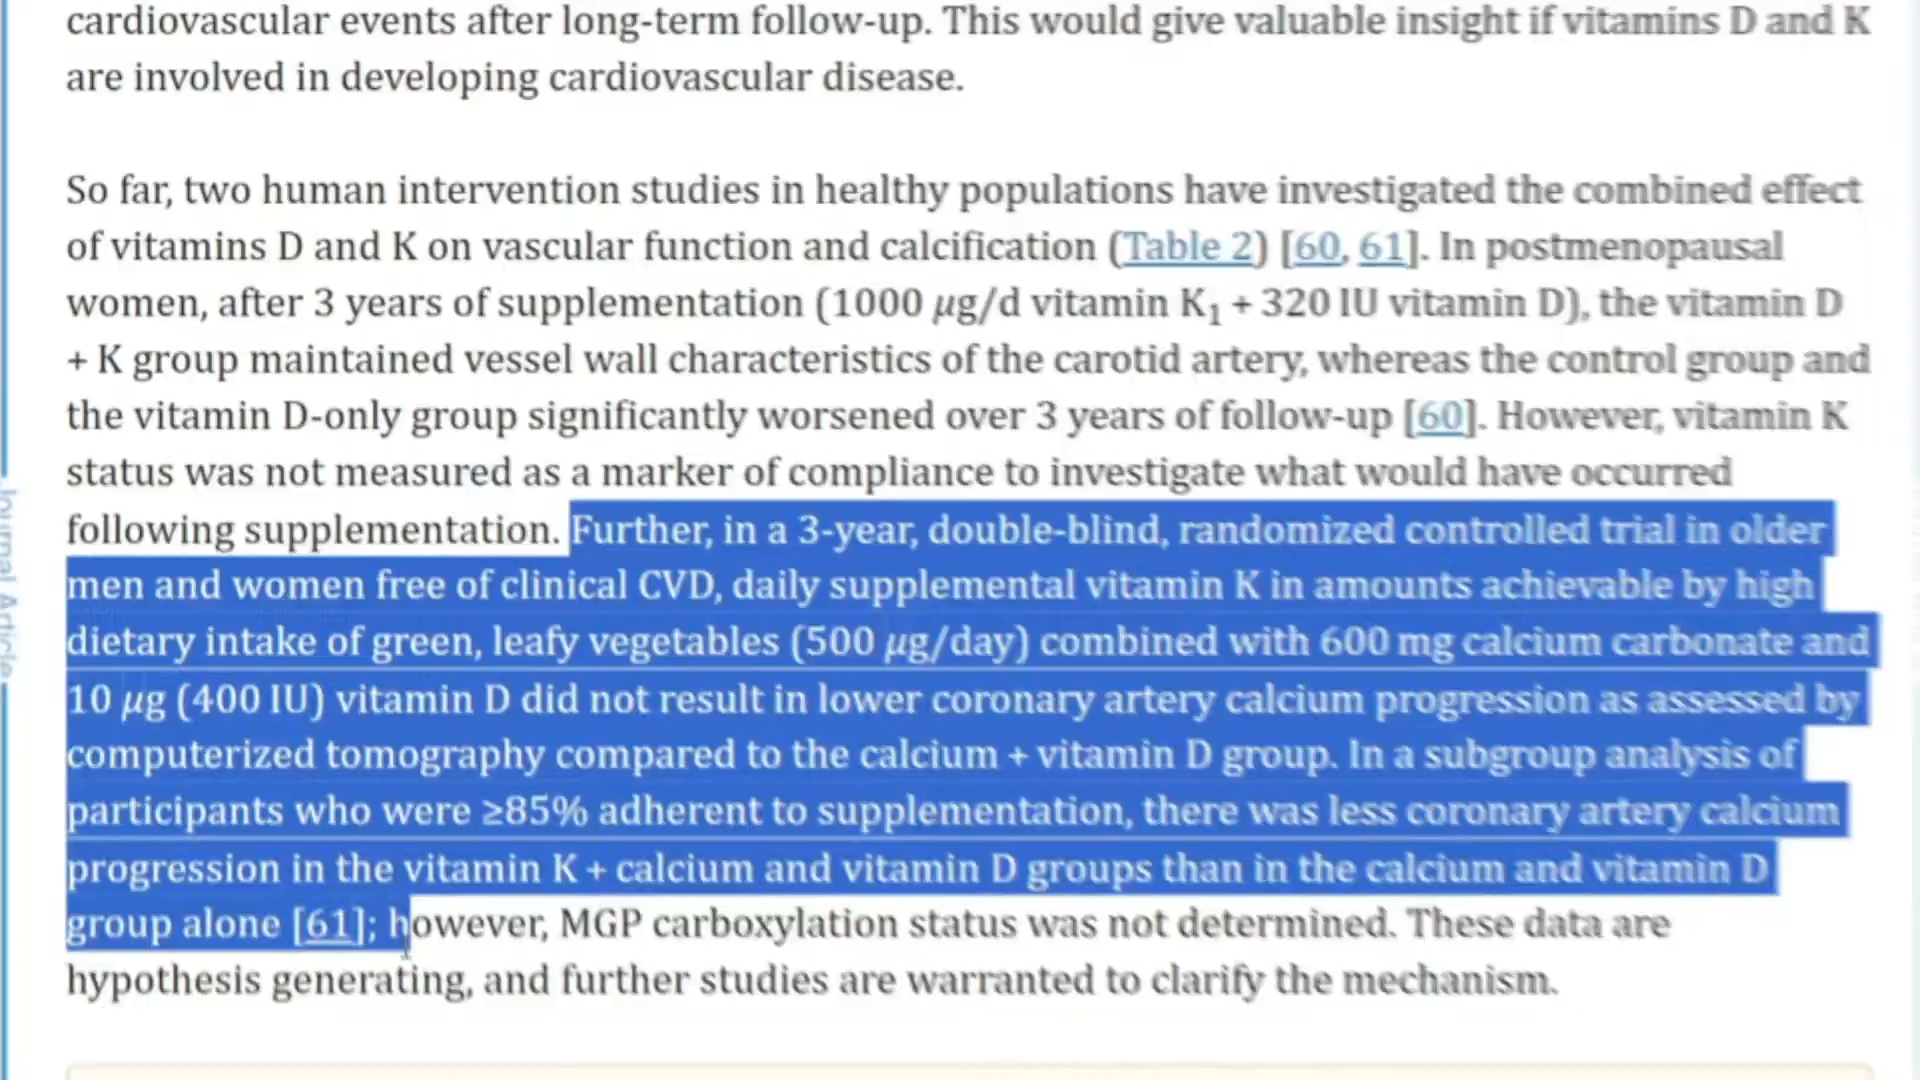 cardiovascular events after long-term follow-up. This would give valuable insight if vitamins D and K
are involved in developing cardiovascular disease.
So far, two human intervention studies in healthy populations have investigated the combined effect
of vitamins D and K on vascular function and calcification (Table 2) [60, 61]. In postmenopausal
women, after 3 years of supplementation (1000 μg/d vitamin K₁ + 320 IU vitamin D), the vitamin D
+ K group maintained vessel wall characteristics of the carotid artery, whereas the control group and
the vitamin D-only group significantly worsened over 3 years of follow-up [60]. However, vitamin K
status was not measured as a marker of compliance to investigate what would have occurred
following supplementation. Further, in a 3-year, double-blind, randomized controlled trial in older
men and women free of clinical CVD, daily supplemental vitamin K in amounts achievable by high
dietary intake of green, leafy vegetables (500 μg/day) combined with 600 mg calcium carbonate and
10 μg (400 IU) vitamin D did not result in lower coronary artery calcium progression as assessed by
computerized tomography compared to the calcium + vitamin D group. In a subgroup analysis of
participants who were ≥85% adherent to supplementation, there was less coronary artery calcium
progression in the vitamin K + calcium and vitamin D groups than in the calcium and vitamin D
group alone [61]; however, MGP carboxylation status was not determined. These data are
hypothesis generating, and further studies are warranted to clarify the mechanism.
Journal Article